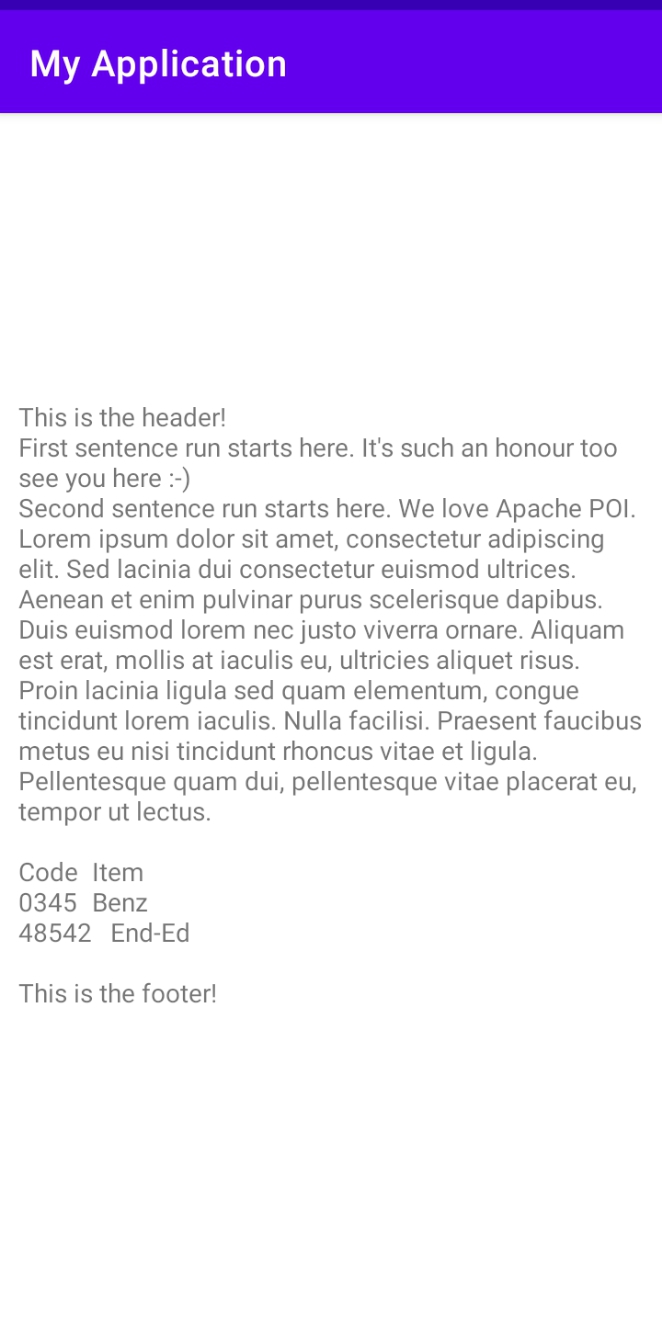 My Application
This is the header!
First sentence run starts here. It's such an honour too
see you here :-)
Second sentence run starts here. We love Apache POI.
Lorem ipsum dolor sit amet, consectetur adipiscing
elit. Sed lacinia dui consectetur euismod ultrices.
Aenean et enim pulvinar purus scelerisque dapibus.
Duis euismod lorem nec justo viverra ornare. Aliquam
est erat, mollis at iaculis eu, ultricies aliquet risus.
Proin lacinia ligula sed quam elementum, congue
tincidunt lorem iaculis. Nulla facilisi. Praesent faucibus
metus eu nisi tincidunt rhoncus vitae et ligula.
Pellentesque quam dui, pellentesque vitae placerat eu,
tempor ut lectus.
Code  Item
0345  Benz
48542  End-Ed
This is the footer!